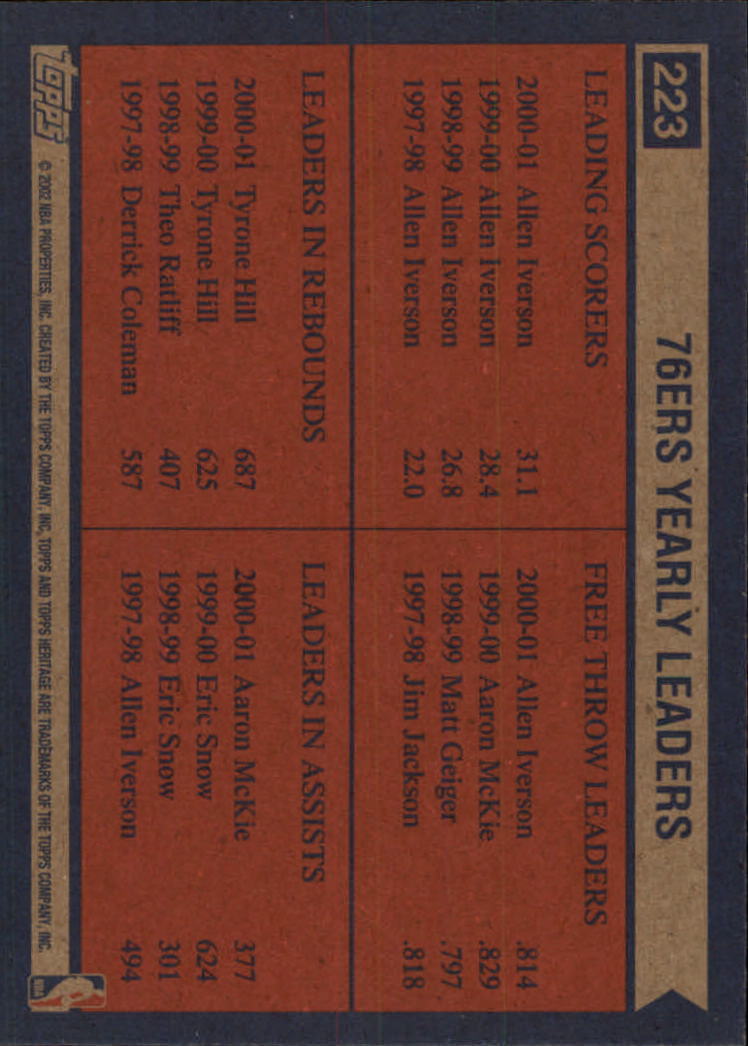 223
76ERS YEARLY LEADERS
LEADING SCORERS
2000-01 Allen Iverson 31.1
1999-00 Allen Iverson 28.4
1998-99 Allen Iverson 26.8
1997-98 Allen Iverson 22.0
FREE THROW LEADERS
2000-01 Allen Iverson .814
1999-00 Aaron McKie .829
1998-99 Matt Geiger .797
1997-98 Jim Jackson .818
LEADERS IN REBOUNDS
2000-01 Tyrone Hill 687
1999-00 Tyrone Hill 625
1998-99 Theo Ratliff 407
1997-98 Derrick Coleman 587
LEADERS IN ASSISTS
2000-01 Aaron McKie 377
1999-00 Eric Snow 624
1998-99 Eric Snow 301
1997-98 Allen Iverson 494
topps
© 2002 NBA PROPERTIES, INC. CREATED BY THE TOPPS COMPANY, INC. TOPPS AND TOPPS HERITAGE ARE TRADEMARKS OF THE TOPPS COMPANY, INC.
NBA